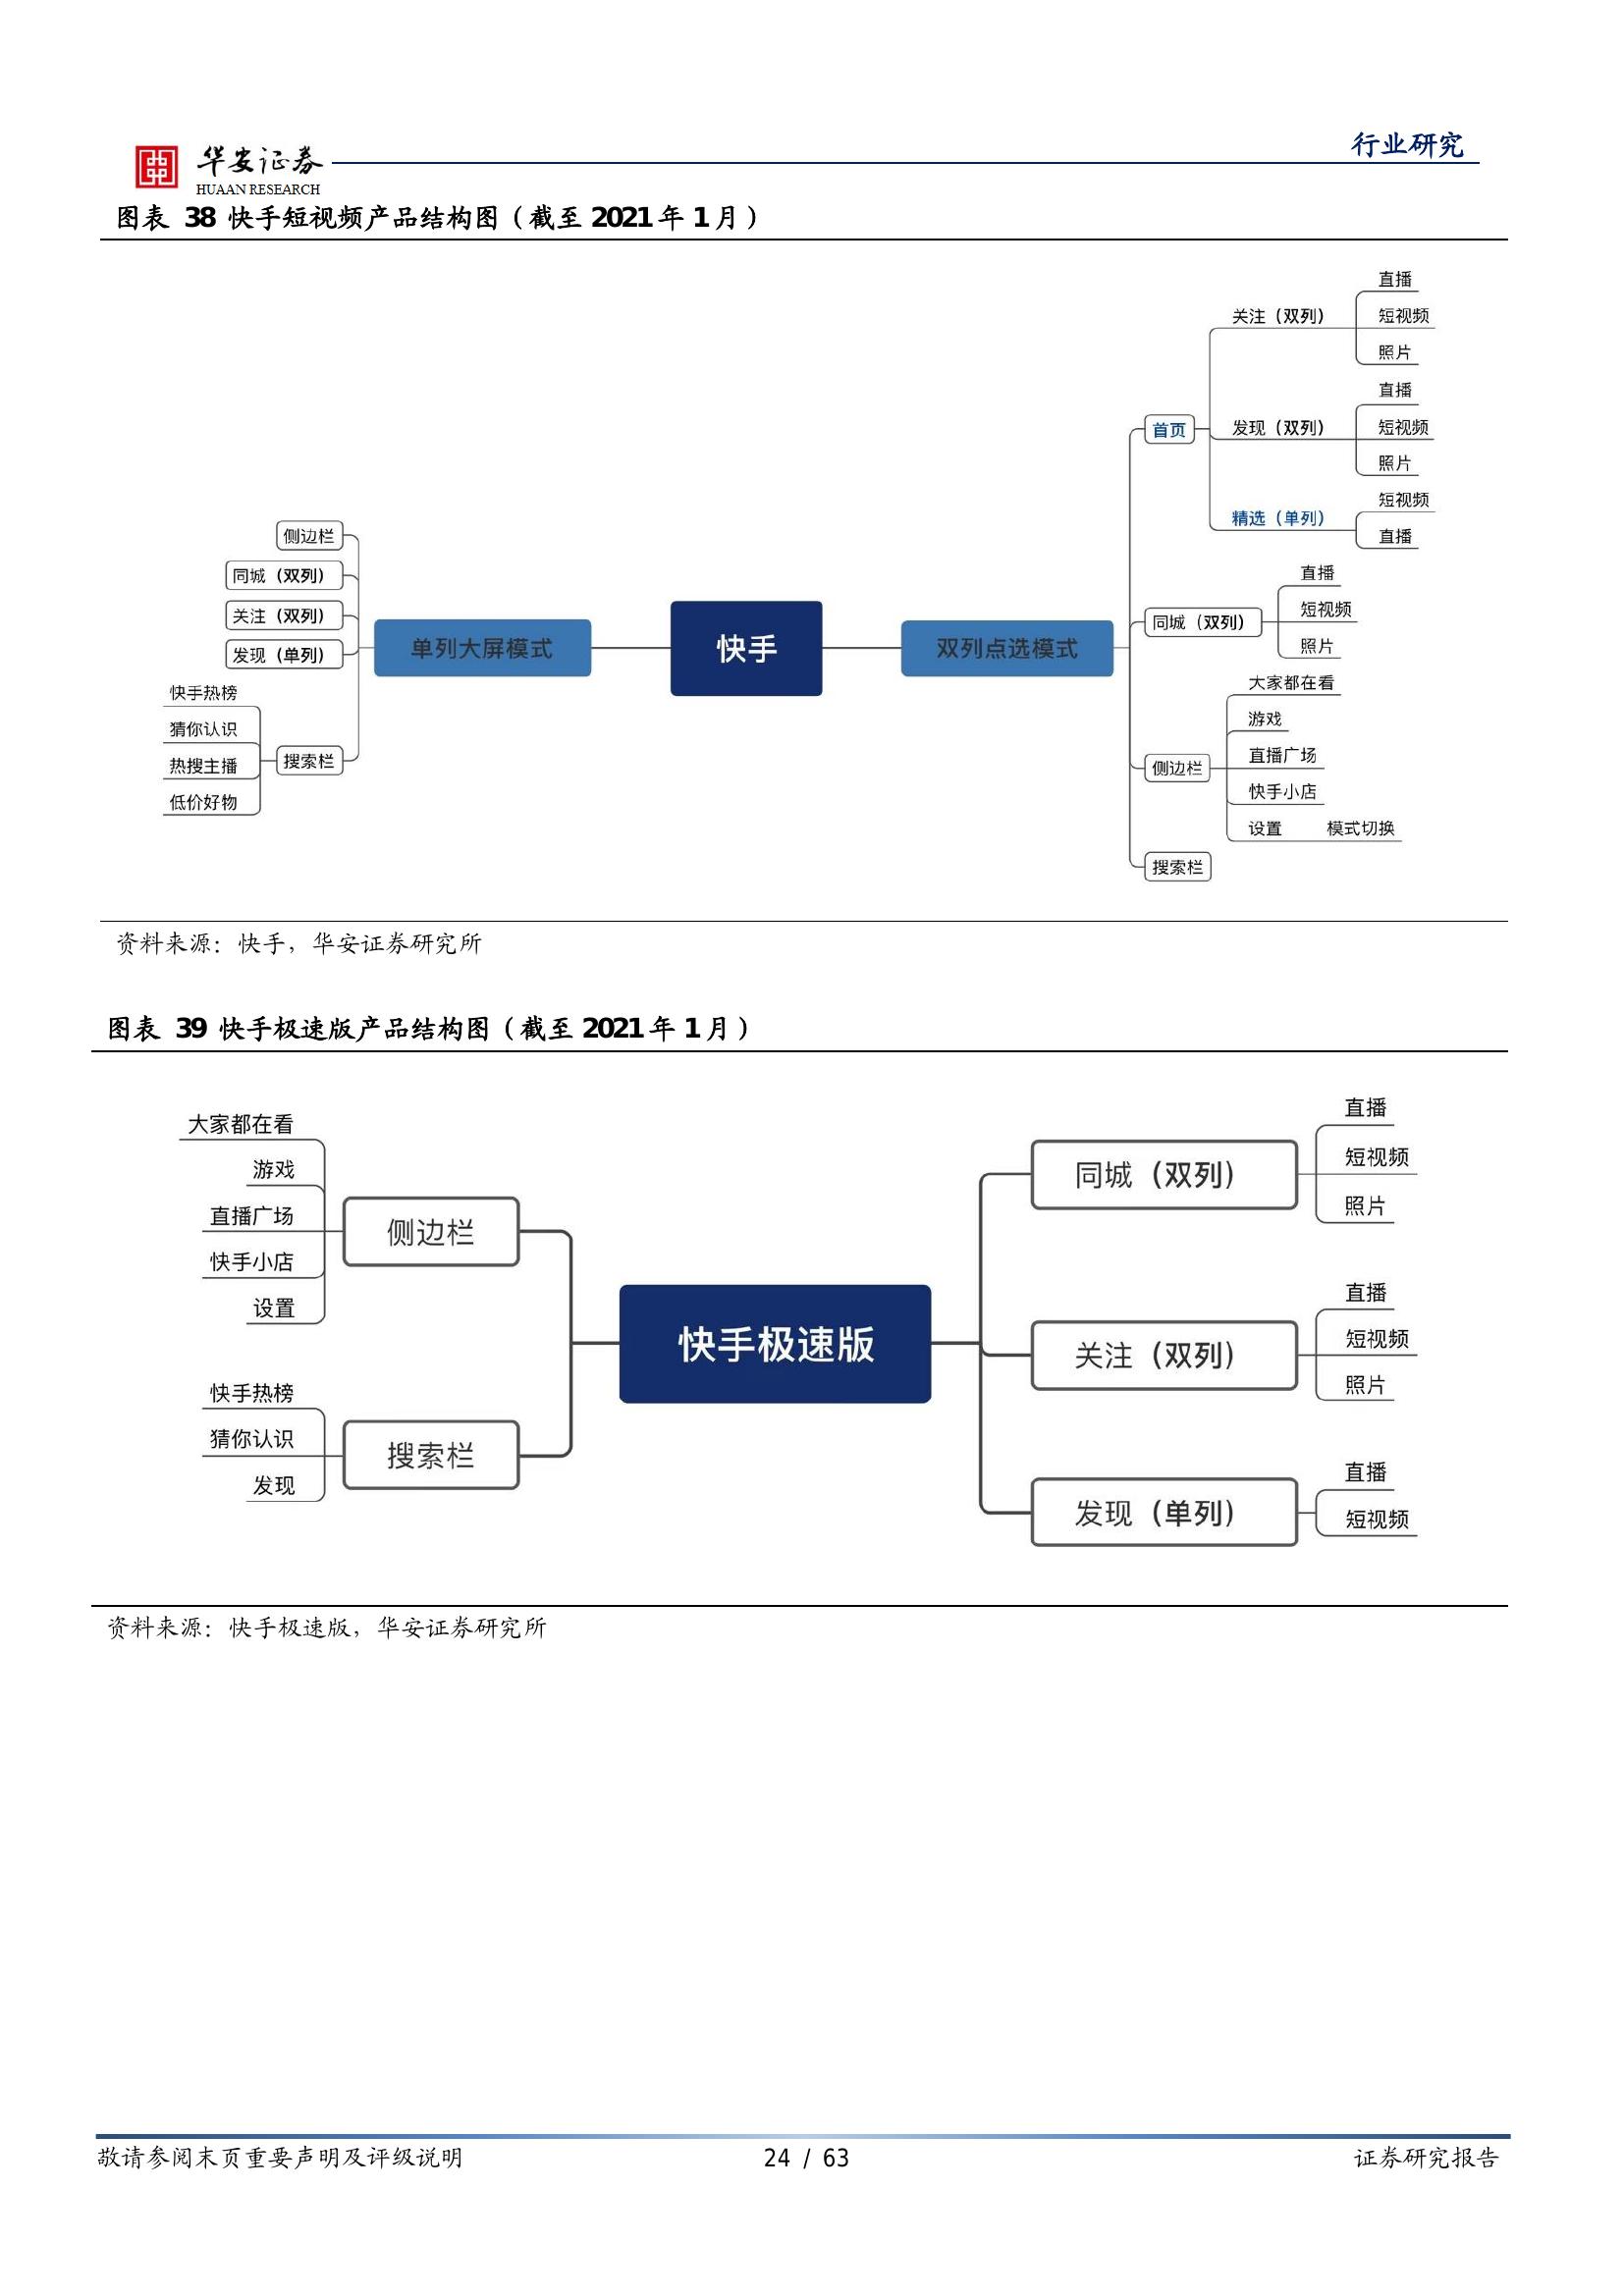 华安证券
HUAAN RESEARCH
行业研究
图表 38 快手短视频产品结构图（截至 2021 年 1 月）
侧边栏
同城（双列）
关注（双列）
发现（单列）
快手热榜
猜你认识
热搜主播
低价好物
搜索栏
单列大屏模式
快手
双列点选模式
首页
关注（双列）
直播
短视频
照片
发现（双列）
直播
短视频
照片
精选（单列）
短视频
直播
同城（双列）
直播
短视频
照片
侧边栏
大家都在看
游戏
直播广场
快手小店
设置 模式切换
搜索栏
资料来源：快手，华安证券研究所
图表 39 快手极速版产品结构图（截至 2021 年 1 月）
大家都在看
游戏
直播广场
快手小店
设置
侧边栏
快手热榜
猜你认识
发现
搜索栏
快手极速版
同城（双列）
直播
短视频
照片
关注（双列）
直播
短视频
照片
发现（单列）
直播
短视频
资料来源：快手极速版，华安证券研究所
敬请参阅末页重要声明及评级说明 24 / 63 证券研究报告